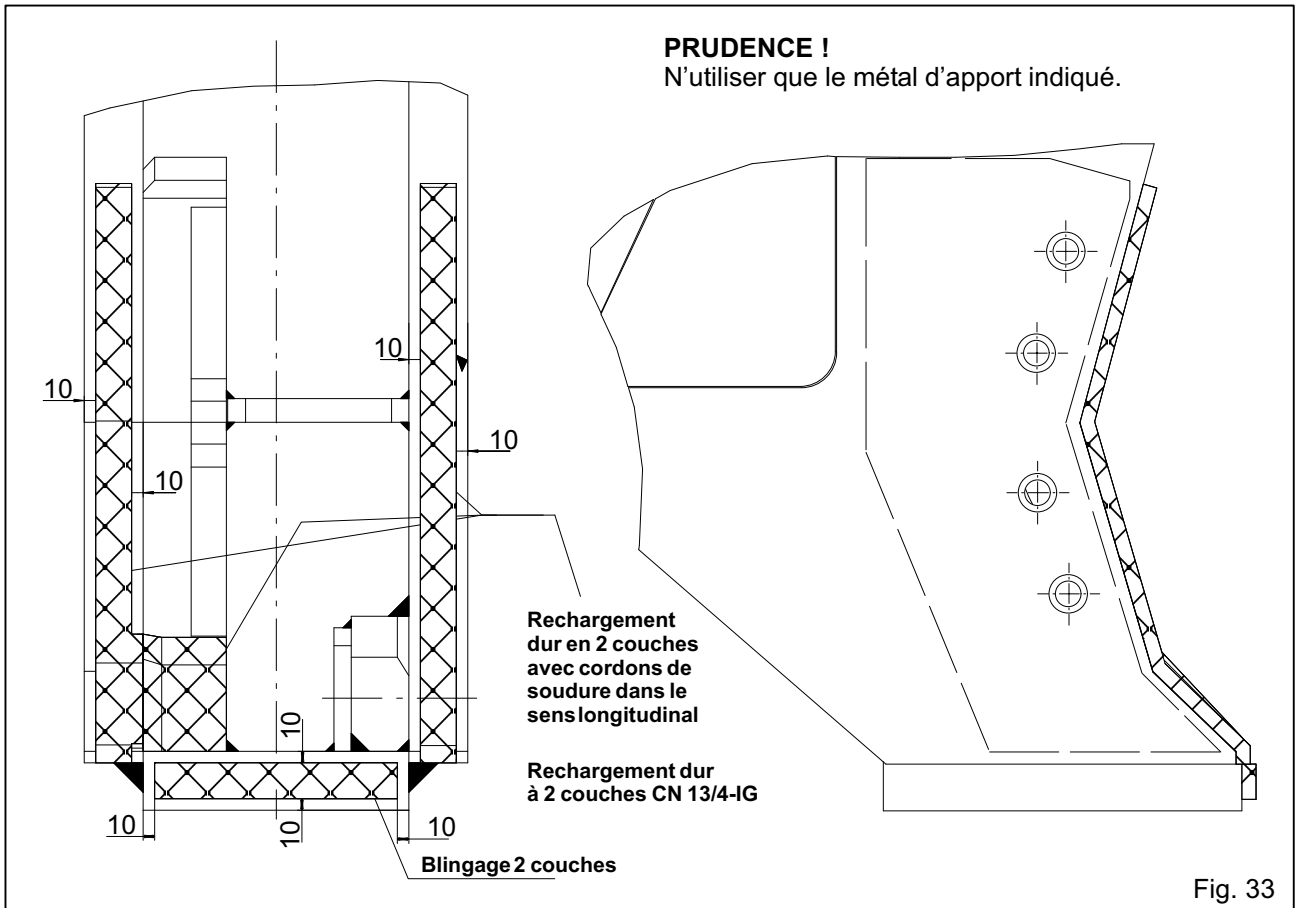 PRUDENCE !
N’utiliser que le métal d’apport indiqué.
10
10
10
10
Rechargement
dur en 2 couches
avec cordons de
soudure dans le
sens longitudinal
10
Rechargement dur
à 2 couches CN 13/4-IG
10
10
10
Blingage 2 couches
Fig. 33